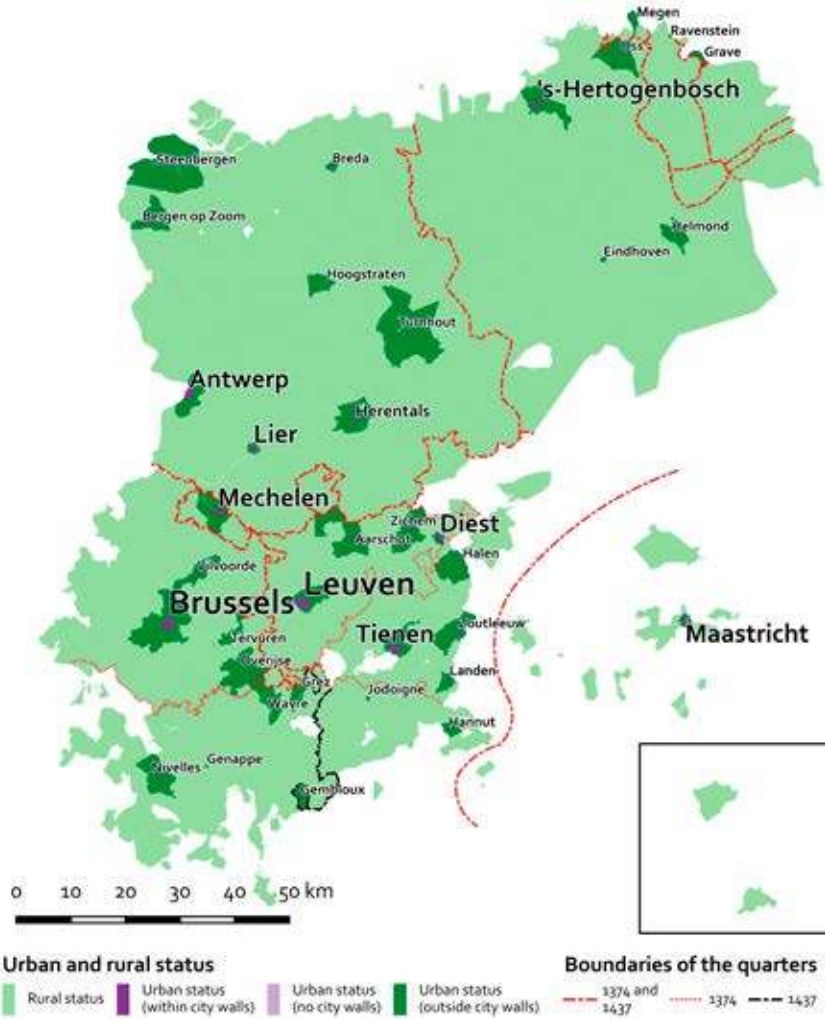 Megen
Ravenstein
Oss
Grave
's-Hertogenbosch
Steenbergen
Breda
Bergen op Zoom
Helmond
Eindhoven
Hoogstraten
Turnhout
Antwerp
Herentals
Lier
Mechelen
Zichem
Diest
Aarschot
Halen
Vilvoorde
Leuven
Brussels
Zoutleeuw
Tienen
Maastricht
Tervuren
Overijse
Landen
Grez
Jodoigne
Wavre
Hannut
Genappe
Nivelles
Gembloux
0 10 20 30 40 50 km
Urban and rural status
Boundaries of the quarters
Rural status
Urban status
(within city walls)
Urban status
(no city walls)
Urban status
(outside city walls)
1374 and
1437
1374
1437